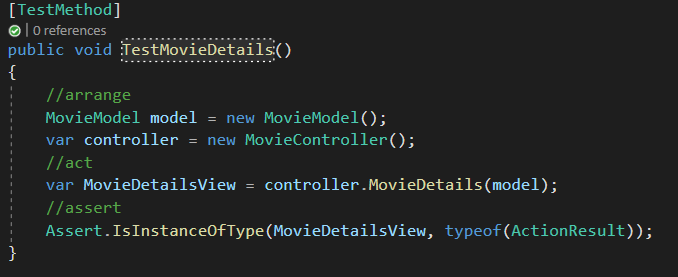 [TestMethod]
| 0 references
public void TestMovieDetails()
{
//arrange
MovieModel model = new MovieModel();
var controller = new MovieController();
//act
var MovieDetailsView = controller.MovieDetails(model);
//assert
Assert.IsInstanceOfType(MovieDetailsView, typeof(ActionResult));
}